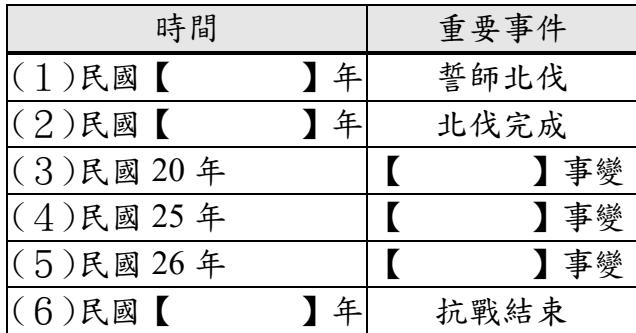 時間 重要事件
(１)民國【 】年 誓師北伐
(２)民國【 】年 北伐完成
(３)民國 20 年 【 】事變
(４)民國 25 年 【 】事變
(５)民國 26 年 【 】事變
(６)民國【 】年 抗戰結束